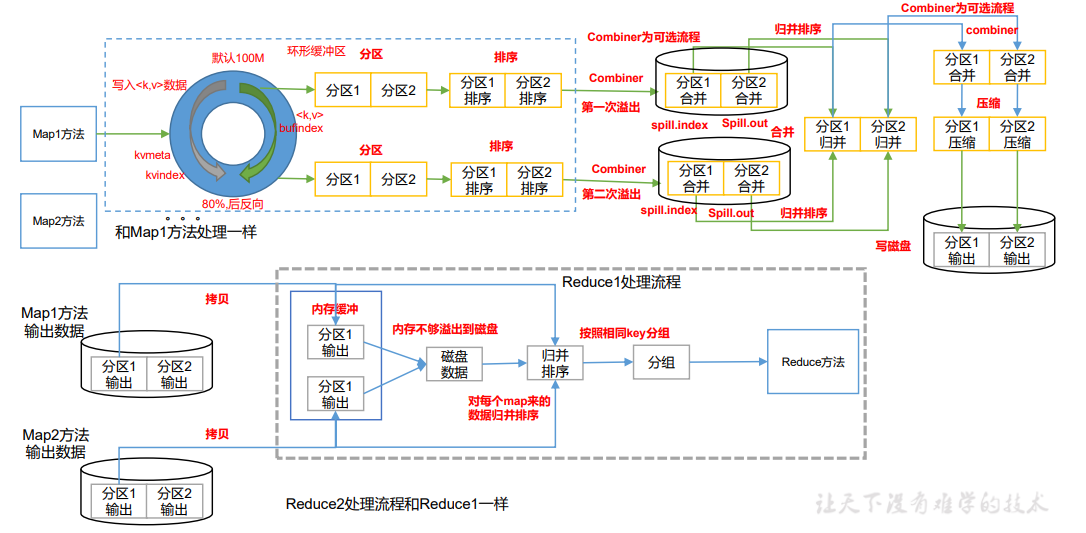 Combiner为可选流程
默认100M
环形缓冲区
分区
排序
Combiner为可选流程
归并排序
combiner
写入<k,v>数据
分区1
分区2
分区1
排序
分区2
排序
Combiner
第一次溢出
分区1
合并
分区2
合并
分区1
合并
分区2
合并
Map1方法
<k,v>
bufindex
kvmeta
kvindex
spill.index
Spill.out
合并
压缩
分区1
归并
分区2
归并
分区1
压缩
分区2
压缩
分区
排序
分区1
分区2
分区1
排序
分区2
排序
Combiner
第二次溢出
分区1
合并
分区2
合并
spill.index
Spill.out
归并排序
80%,后反向
Map2方法
和Map1方法处理一样
写磁盘
分区1
输出
分区2
输出
Reduce1处理流程
拷贝
Map1方法
输出数据
分区1
输出
分区2
输出
内存缓冲
分区1
输出
分区1
输出
内存不够溢出到磁盘
磁盘
数据
归并
排序
按照相同key分组
分组
Reduce方法
对每个map来的
数据归并排序
Map2方法
输出数据
拷贝
分区1
输出
分区2
输出
Reduce2处理流程和Reduce1一样
让天下没有难学的技术